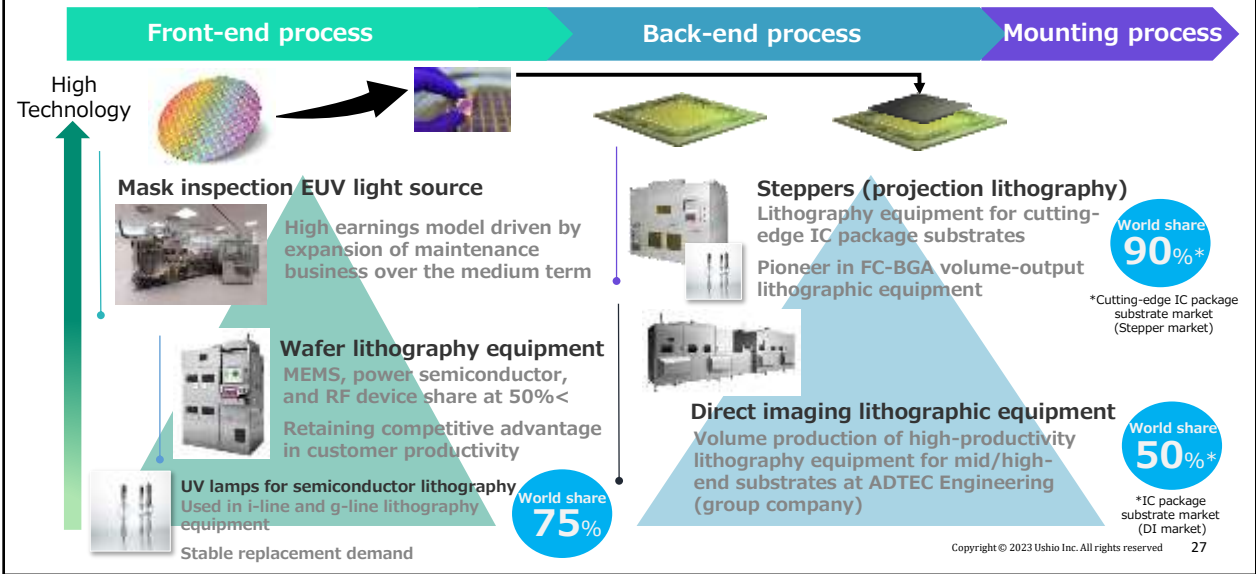 Front-end process
Back-end process
Mounting process
High
Technology
Mask inspection EUV light source
High earnings model driven by
expansion of maintenance
business over the medium term
Wafer lithography equipment
MEMS, power semiconductor,
and RF device share at 50%<
Retaining competitive advantage
in customer productivity
UV lamps for semiconductor lithography
Used in i-line and g-line lithography
equipment
Stable replacement demand
World share
75%
Steppers (projection lithography)
Lithography equipment for cutting-
edge IC package substrates
Pioneer in FC-BGA volume-output
lithographic equipment
World share
90%*
*Cutting-edge IC package
substrate market
(Stepper market)
Direct imaging lithographic equipment
Volume production of high-productivity
lithography equipment for mid/high-
end substrates at ADTEC Engineering
(group company)
World share
50%*
*IC package
substrate market
(DI market)
Copyright © 2023 Ushio Inc. All rights reserved 27